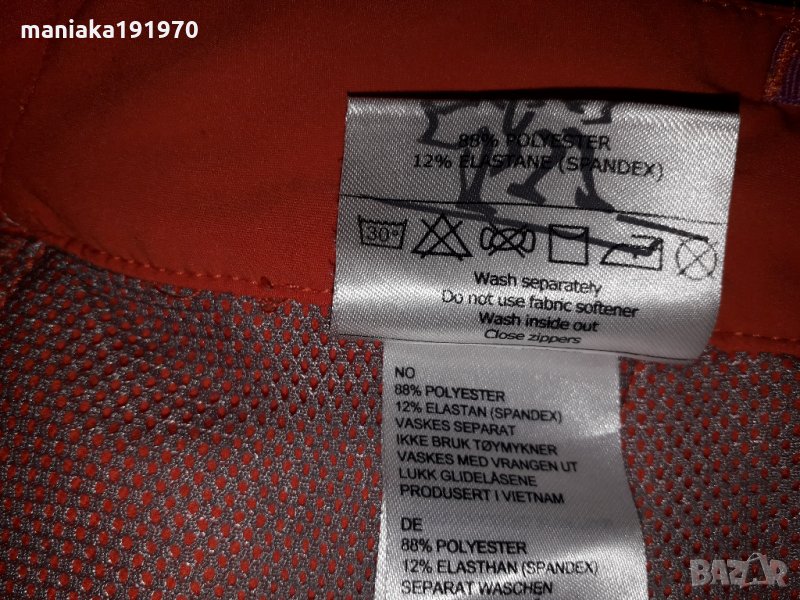 maniaka191970
88% POLYESTER
12% ELASTANE (SPANDEX)
30°
Wash separately
Do not use fabric softener
Wash inside out
Close zippers
NO
88% POLYESTER
12% ELASTAN (SPANDEX)
VASKES SEPARAT
IKKE BRUK TØYMYKNER
VASKES MED VRANGEN UT
LUKK GLIDELÅSENE
PRODUSERT I VIETNAM
DE
88% POLYESTER
12% ELASTHAN (SPANDEX)
SEPARAT WASCHEN
BAZAR